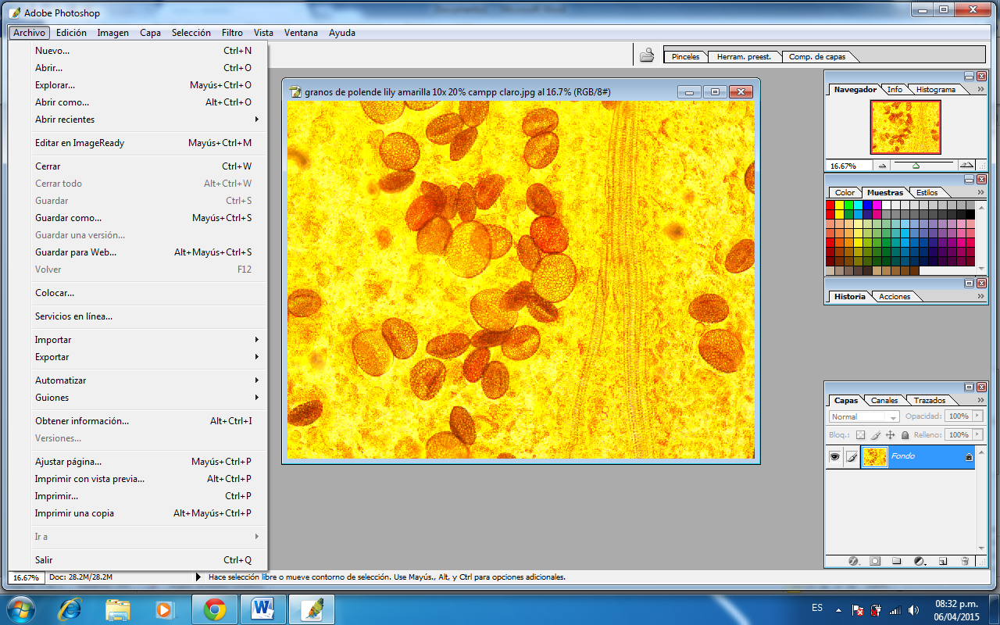 Adobe Photoshop
Archivo Edición Imagen Capa Selección Filtro Vista Ventana Ayuda
Nuevo... Ctrl+N
Abrir... Ctrl+O
Explorar... Mayús+Ctrl+O
Abrir como... Alt+Ctrl+O
Abrir recientes
Editar en ImageReady Mayús+Ctrl+M
Cerrar Ctrl+W
Cerrar todo Alt+Ctrl+W
Guardar Ctrl+S
Guardar como... Mayús+Ctrl+S
Guardar una versión...
Guardar para Web... Alt+Mayús+Ctrl+S
Volver F12
Colocar...
Servicios en línea...
Importar
Exportar
Automatizar
Guiones
Obtener información... Alt+Ctrl+I
Versiones...
Ajustar página... Mayús+Ctrl+P
Imprimir con vista previa... Alt+Ctrl+P
Imprimir... Ctrl+P
Imprimir una copia Alt+Mayús+Ctrl+P
Ir a
Salir Ctrl+Q
Pinceles Herram. preest. Comp. de capas
granos de polende lily amarilla 10x 20% campp claro.jpg al 16.7% (RGB/8#)
Navegador Info Histograma
16.67%
Color Muestras Estilos
Historia Acciones
Capas Canales Trazados
Normal Opacidad: 100%
Bloq.: Relleno: 100%
Fondo
16.67% Doc: 28.2M/28.2M Hace selección libre o mueve contorno de selección. Use Mayús., Alt, y Ctrl para opciones adicionales.
ES 08:32 p.m.
06/04/2015